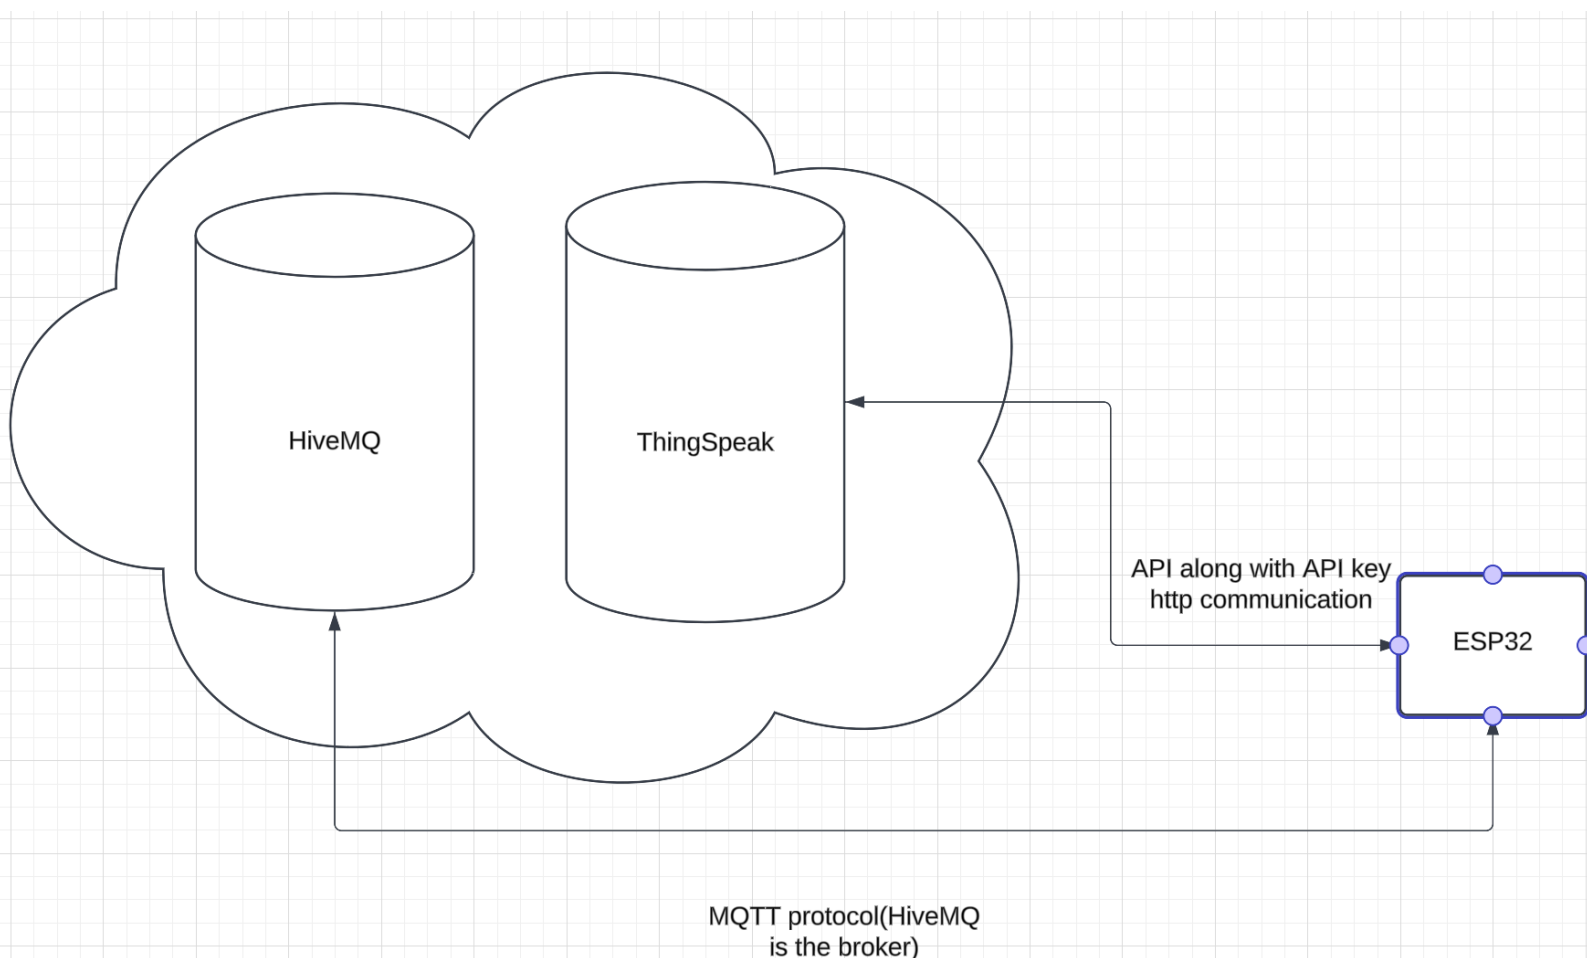 HiveMQ
ThingSpeak
API along with API key
http communication
ESP32
MQTT protocol(HiveMQ
is the broker)